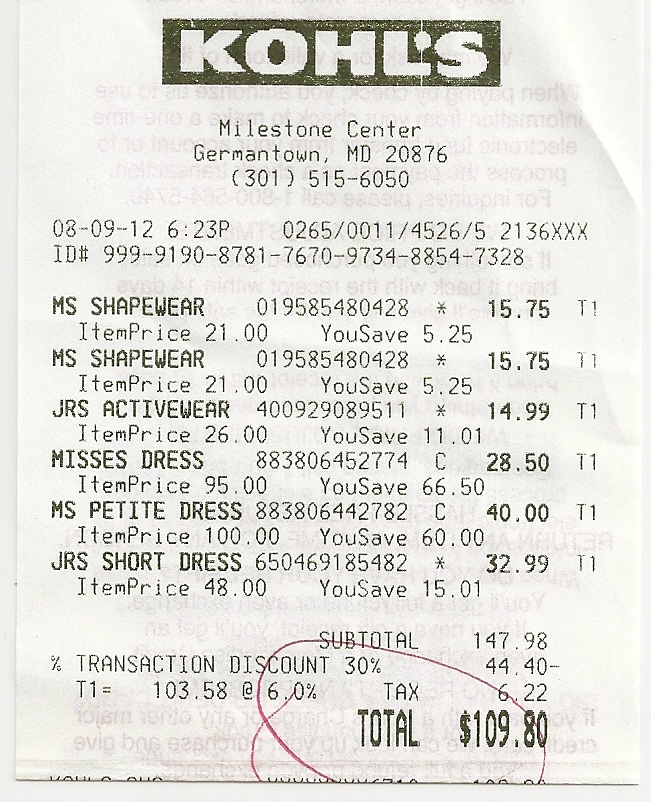 KOHL'S
Milestone Center
Germantown, MD 20876
(301) 515-6050
08-09-12 6:23P 0265/0011/4526/5 2136XXX
ID# 999-9190-8781-7670-9734-8854-7328
MS SHAPEWEAR 019585480428 * 15.75 T1
ItemPrice 21.00 YouSave 5.25
MS SHAPEWEAR 019585480428 * 15.75 T1
ItemPrice 21.00 YouSave 5.25
JRS ACTIVEWEAR 400929089511 * 14.99 T1
ItemPrice 26.00 YouSave 11.01
MISSES DRESS 883806452774 C 28.50 T1
ItemPrice 95.00 YouSave 66.50
MS PETITE DRESS 883806442782 C 40.00 T1
ItemPrice 100.00 YouSave 60.00
JRS SHORT DRESS 650469185482 * 32.99 T1
ItemPrice 48.00 YouSave 15.01
SUBTOTAL 147.98
% TRANSACTION DISCOUNT 30% 44.40-
T1= 103.58 @ 6.0% TAX 6.22
TOTAL $109.80